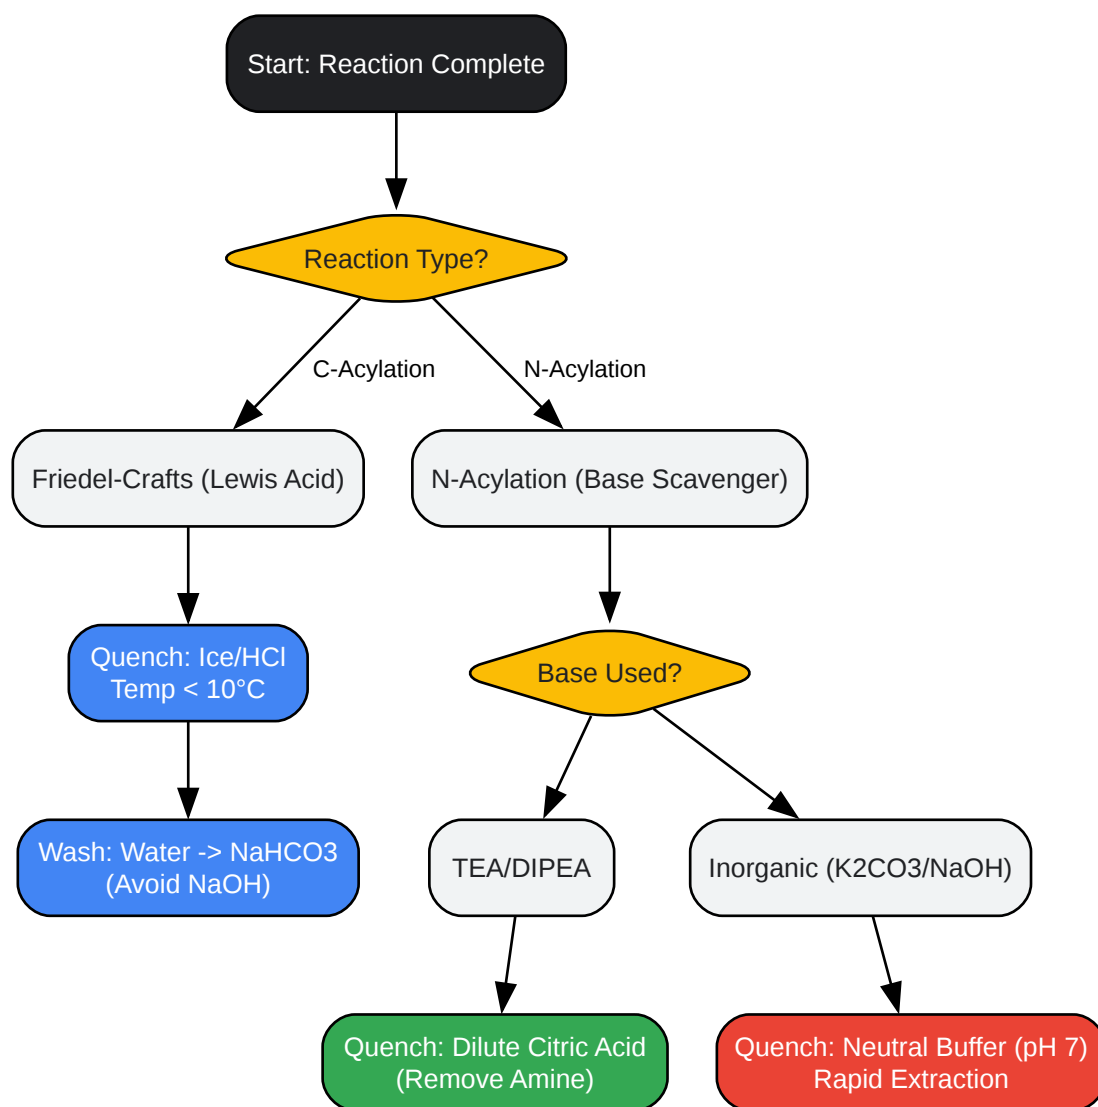 Start: Reaction Complete
Reaction Type?
C-Acylation
N-Acylation
Friedel-Crafts (Lewis Acid)
N-Acylation (Base Scavenger)
Quench: Ice/HCl
Temp < 10°C
Base Used?
Wash: Water -> NaHCO3
(Avoid NaOH)
TEA/DIPEA
Inorganic (K2CO3/NaOH)
Quench: Dilute Citric Acid
(Remove Amine)
Quench: Neutral Buffer (pH 7)
Rapid Extraction